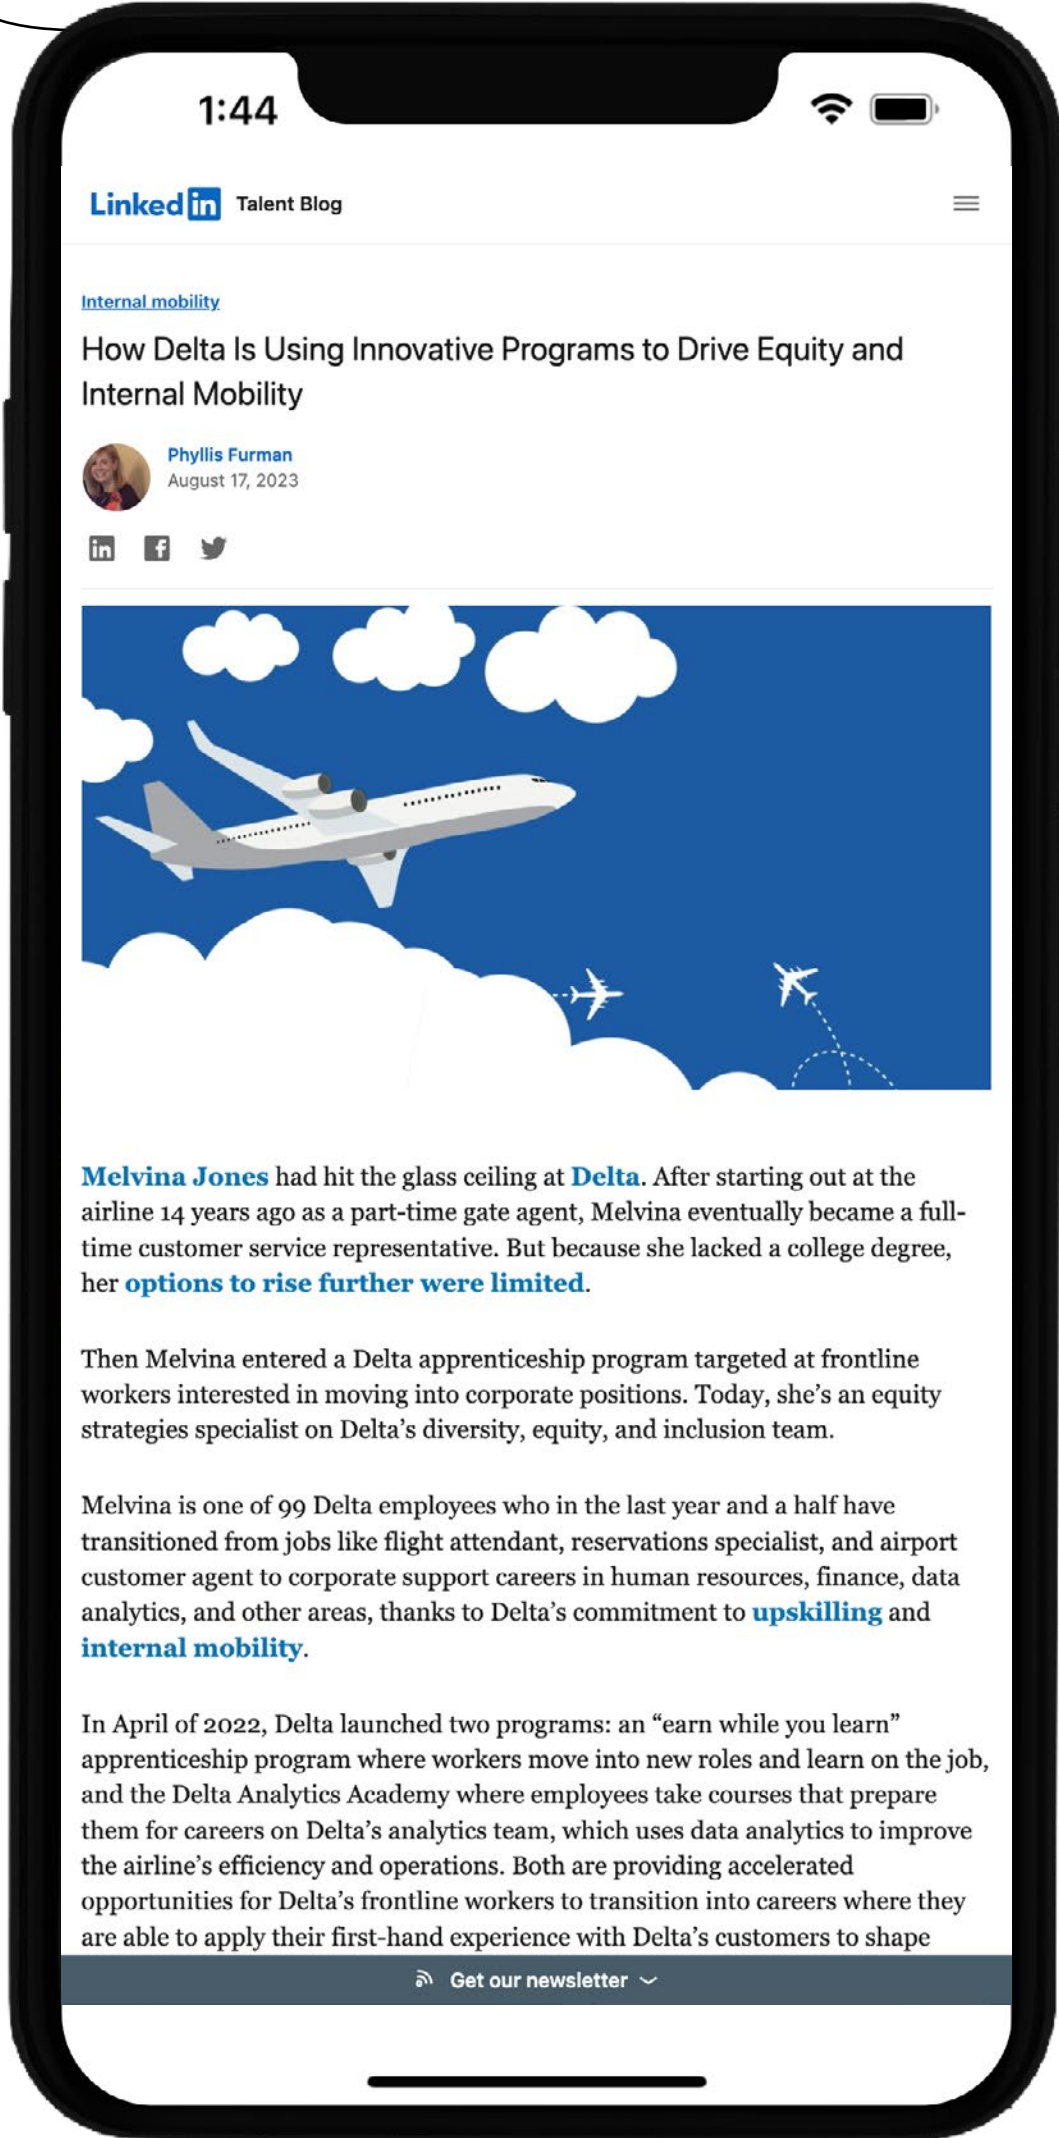 1:44
Linked in Talent Blog
Internal mobility
How Delta Is Using Innovative Programs to Drive Equity and
Internal Mobility
Phyllis Furman
August 17, 2023
in f
Melvina Jones had hit the glass ceiling at Delta. After starting out at the
airline 14 years ago as a part-time gate agent, Melvina eventually became a full-
time customer service representative. But because she lacked a college degree,
her options to rise further were limited.
Then Melvina entered a Delta apprenticeship program targeted at frontline
workers interested in moving into corporate positions. Today, she’s an equity
strategies specialist on Delta’s diversity, equity, and inclusion team.
Melvina is one of 99 Delta employees who in the last year and a half have
transitioned from jobs like flight attendant, reservations specialist, and airport
customer agent to corporate support careers in human resources, finance, data
analytics, and other areas, thanks to Delta’s commitment to upskilling and
internal mobility.
In April of 2022, Delta launched two programs: an “earn while you learn”
apprenticeship program where workers move into new roles and learn on the job,
and the Delta Analytics Academy where employees take courses that prepare
them for careers on Delta’s analytics team, which uses data analytics to improve
the airline’s efficiency and operations. Both are providing accelerated
opportunities for Delta’s frontline workers to transition into careers where they
are able to apply their first-hand experience with Delta’s customers to shape
Get our newsletter